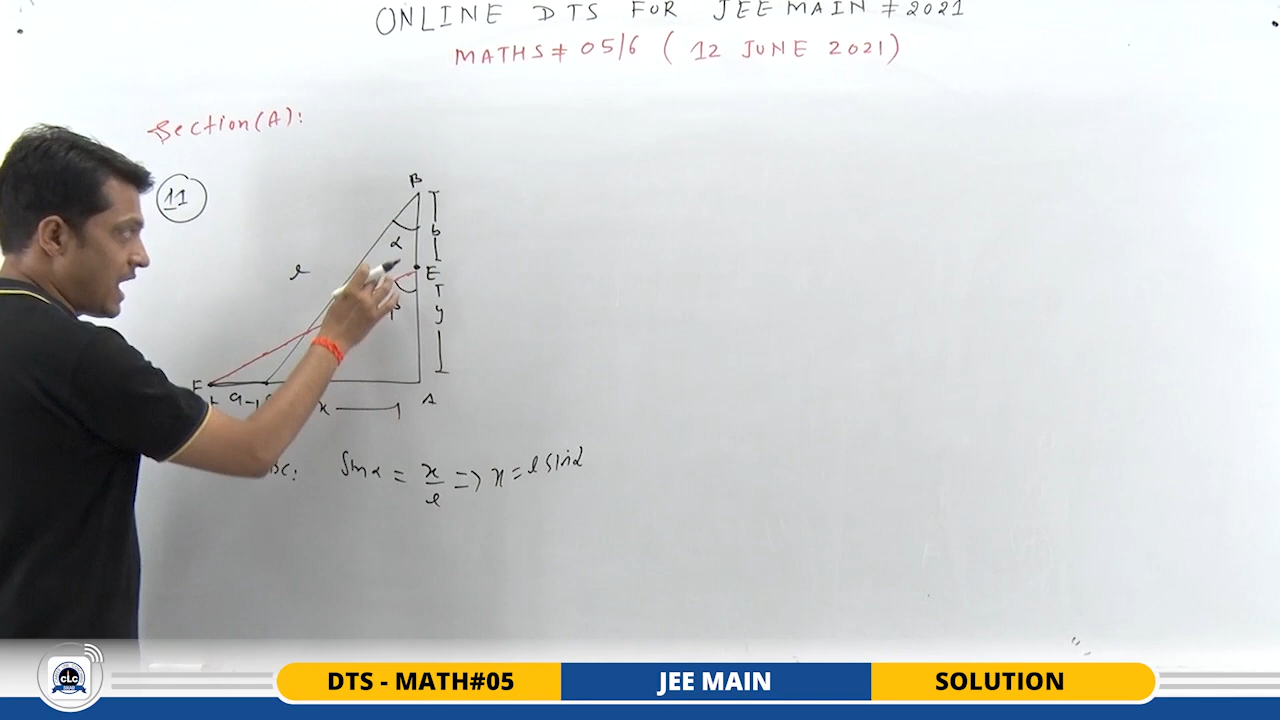 ONLINE DTS FOR JEE MAIN # 2021
MATHS# 05/6 ( 12 JUNE 2021)
Section(A):
11
B
α
b
l
E
β
y
F
a
x
A
sinα = x/l => x = l sinα
CLC
DTS - MATH#05
JEE MAIN
SOLUTION